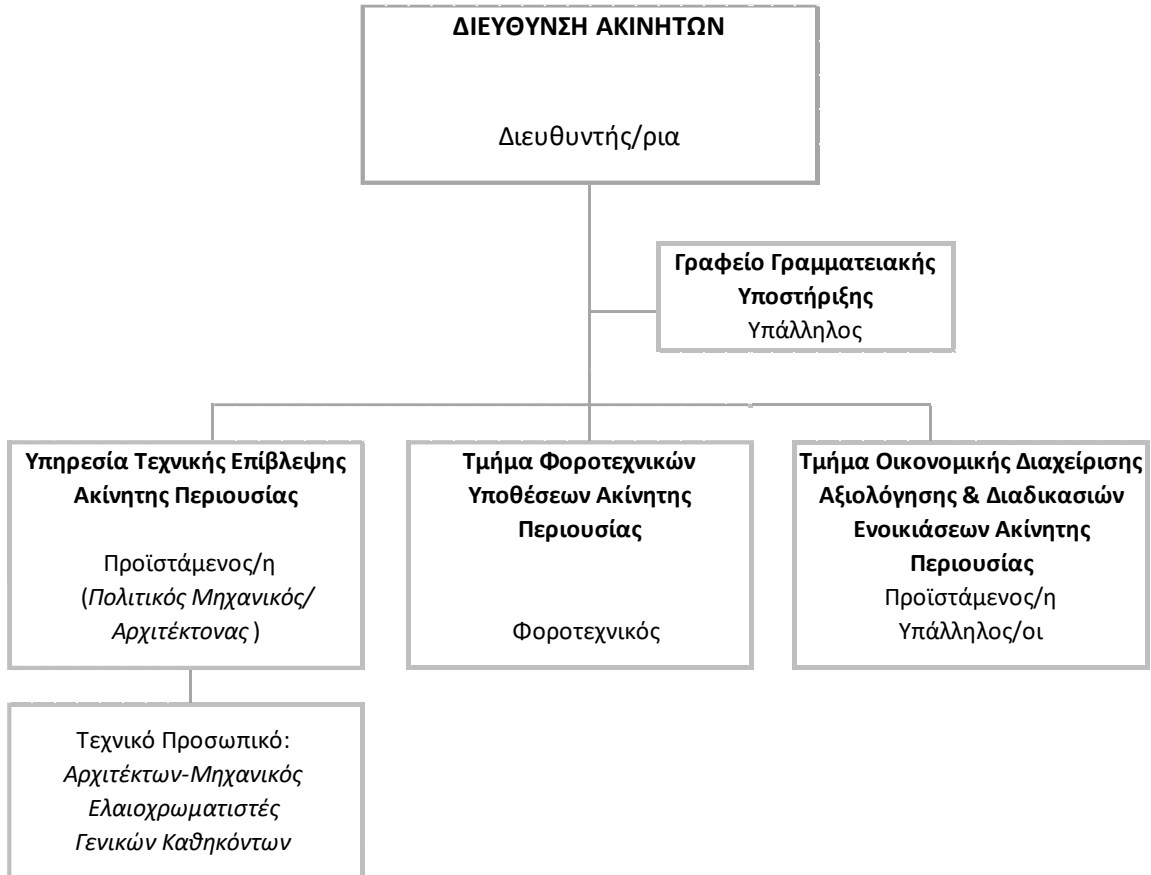 ΔΙΕΥΘΥΝΣΗ ΑΚΙΝΗΤΩΝ
Διευθυντής/ρια
Γραφείο Γραμματειακής
Υποστήριξης
Υπάλληλος
Υπηρεσία Τεχνικής Επίβλεψης
Ακίνητης Περιουσίας
Προϊστάμενος/η
(Πολιτικός Μηχανικός/
Αρχιτέκτονας )
Τμήμα Φοροτεχνικών
Υποθέσεων Ακίνητης
Περιουσίας
Φοροτεχνικός
Τμήμα Οικονομικής Διαχείρισης
Αξιολόγησης & Διαδικασιών
Ενοικιάσεων Ακίνητης
Περιουσίας
Προϊστάμενος/η
Υπάλληλος/οι
Τεχνικό Προσωπικό:
Αρχιτέκτων-Μηχανικός
Ελαιοχρωματιστές
Γενικών Καθηκόντων